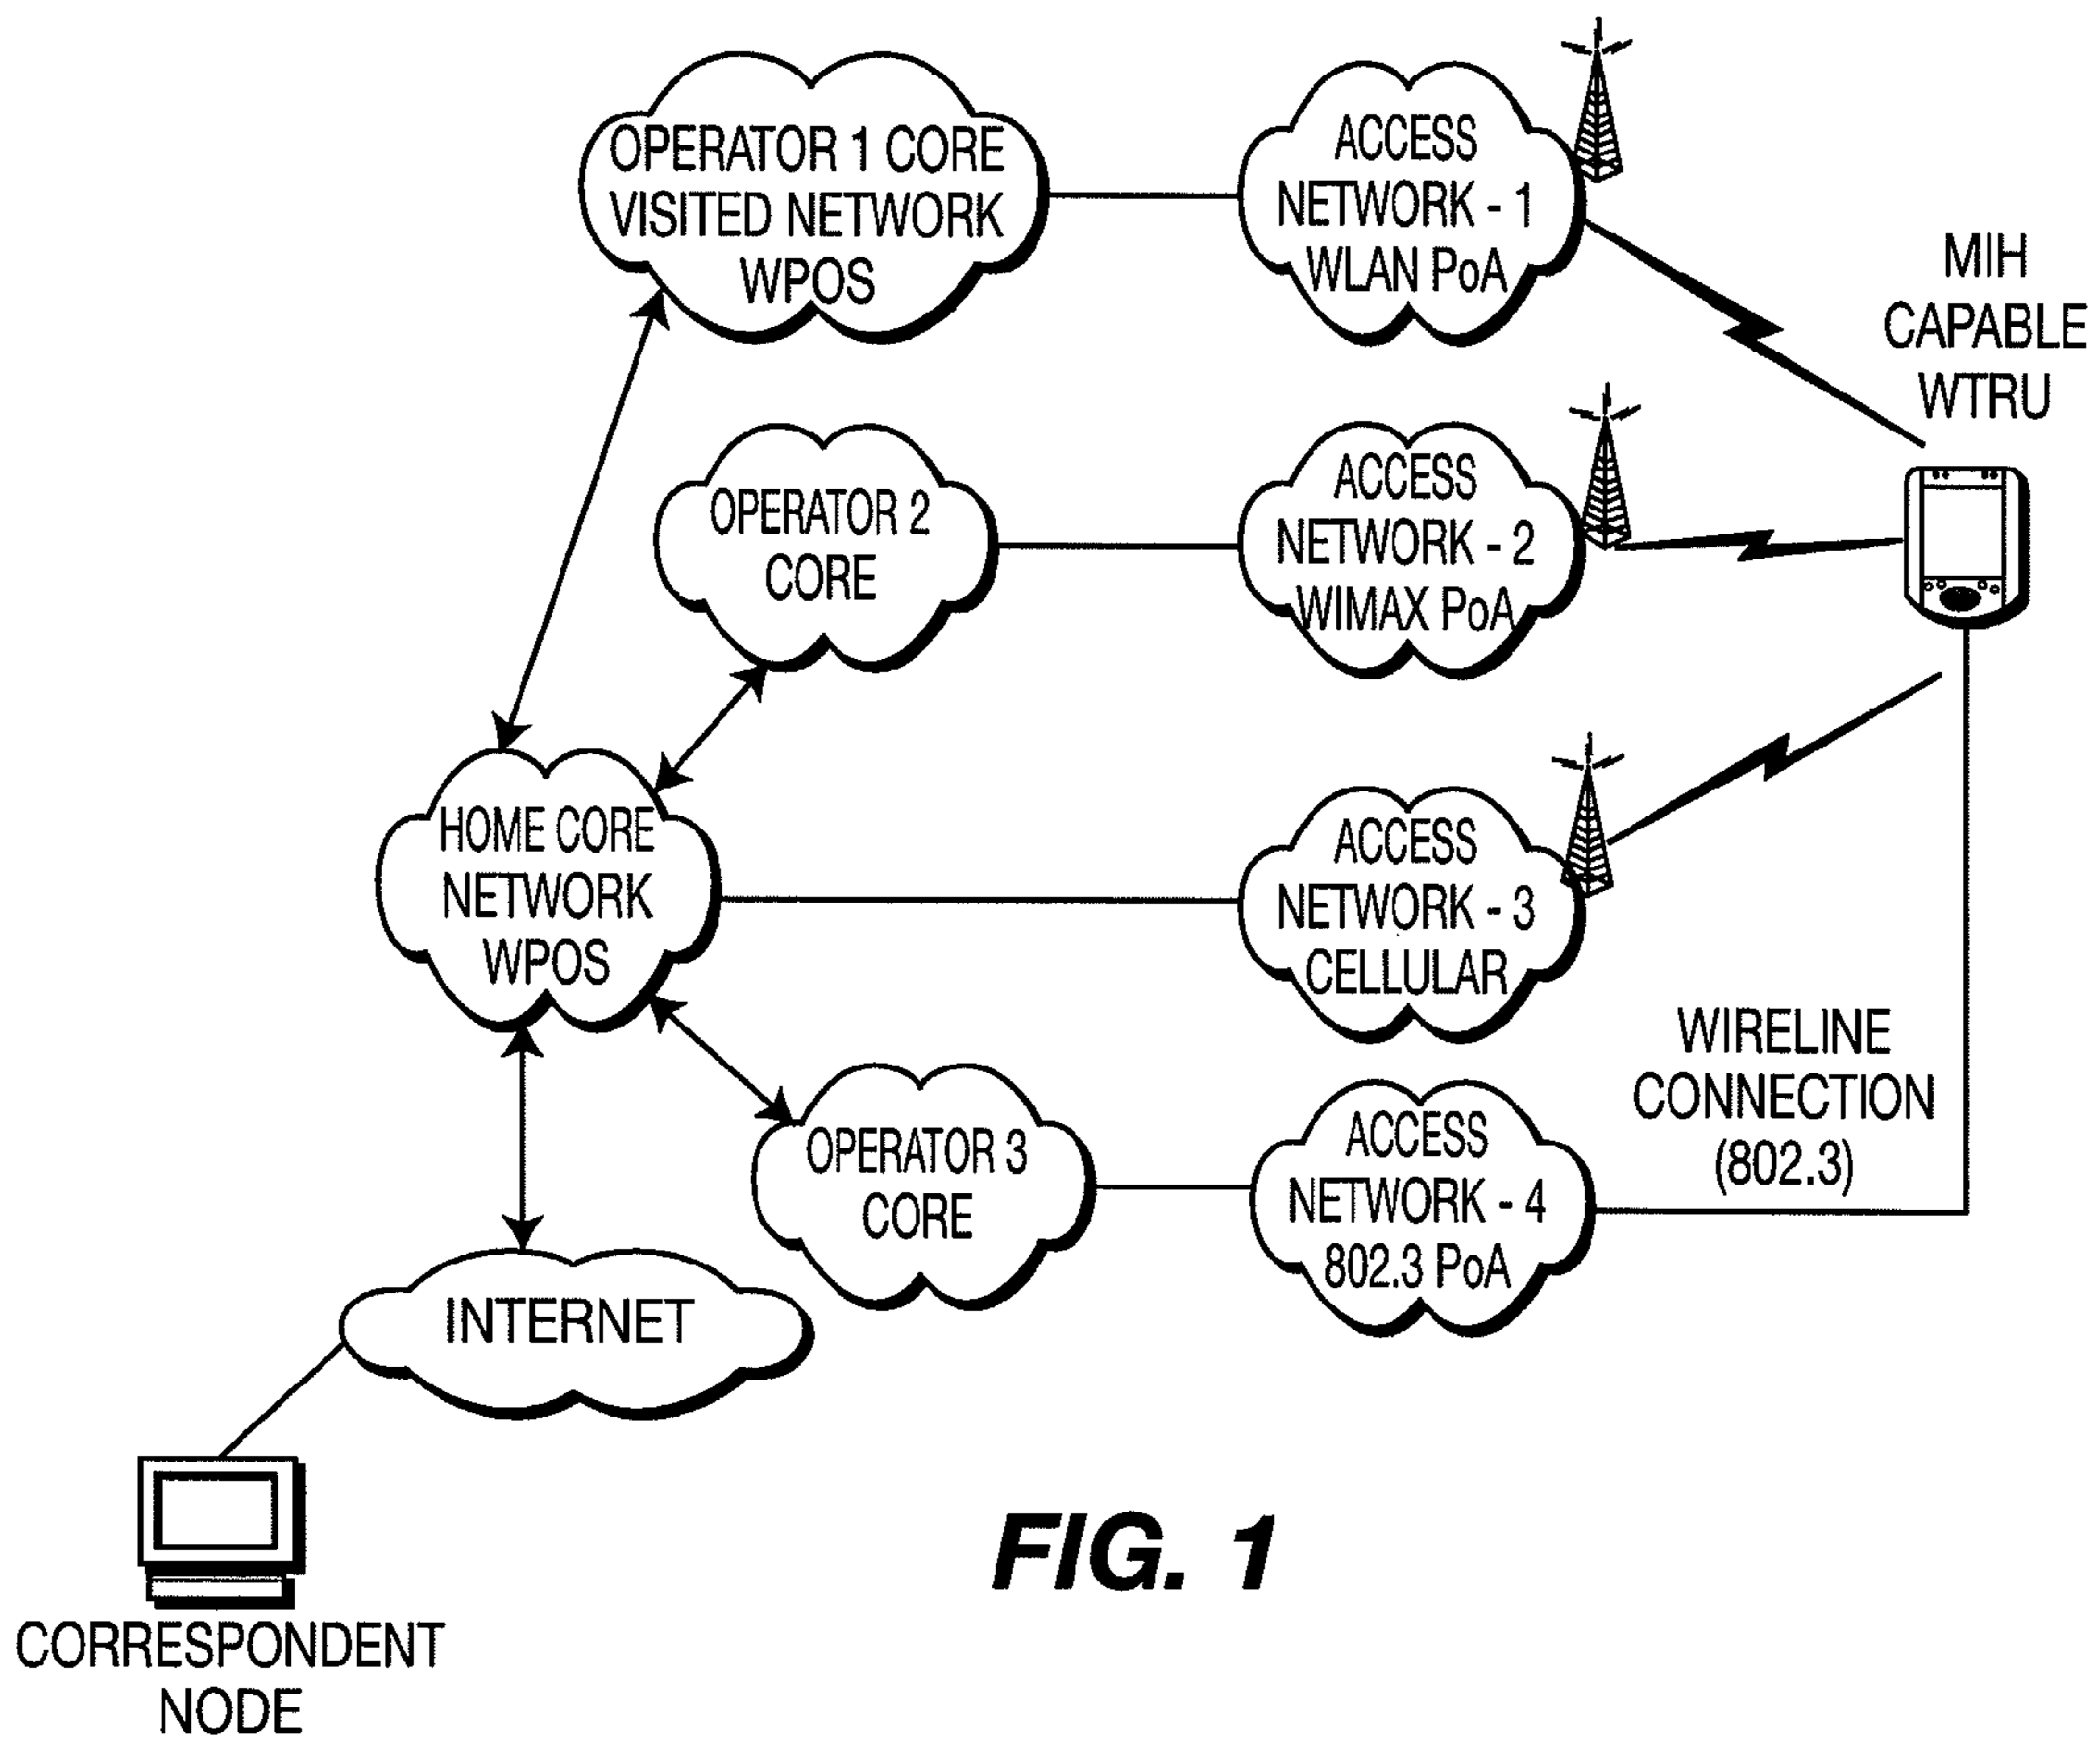 OPERATOR 1 CORE
VISITED NETWORK
WPOS
ACCESS
NETWORK - 1
WLAN PoA
MIH
CAPABLE
WTRU
OPERATOR 2
CORE
ACCESS
NETWORK - 2
WIMAX PoA
HOME CORE
NETWORK
WPOS
ACCESS
NETWORK - 3
CELLULAR
WIRELINE
CONNECTION
(802.3)
OPERATOR 3
CORE
ACCESS
NETWORK - 4
802.3 PoA
INTERNET
CORRESPONDENT
NODE
FIG. 1